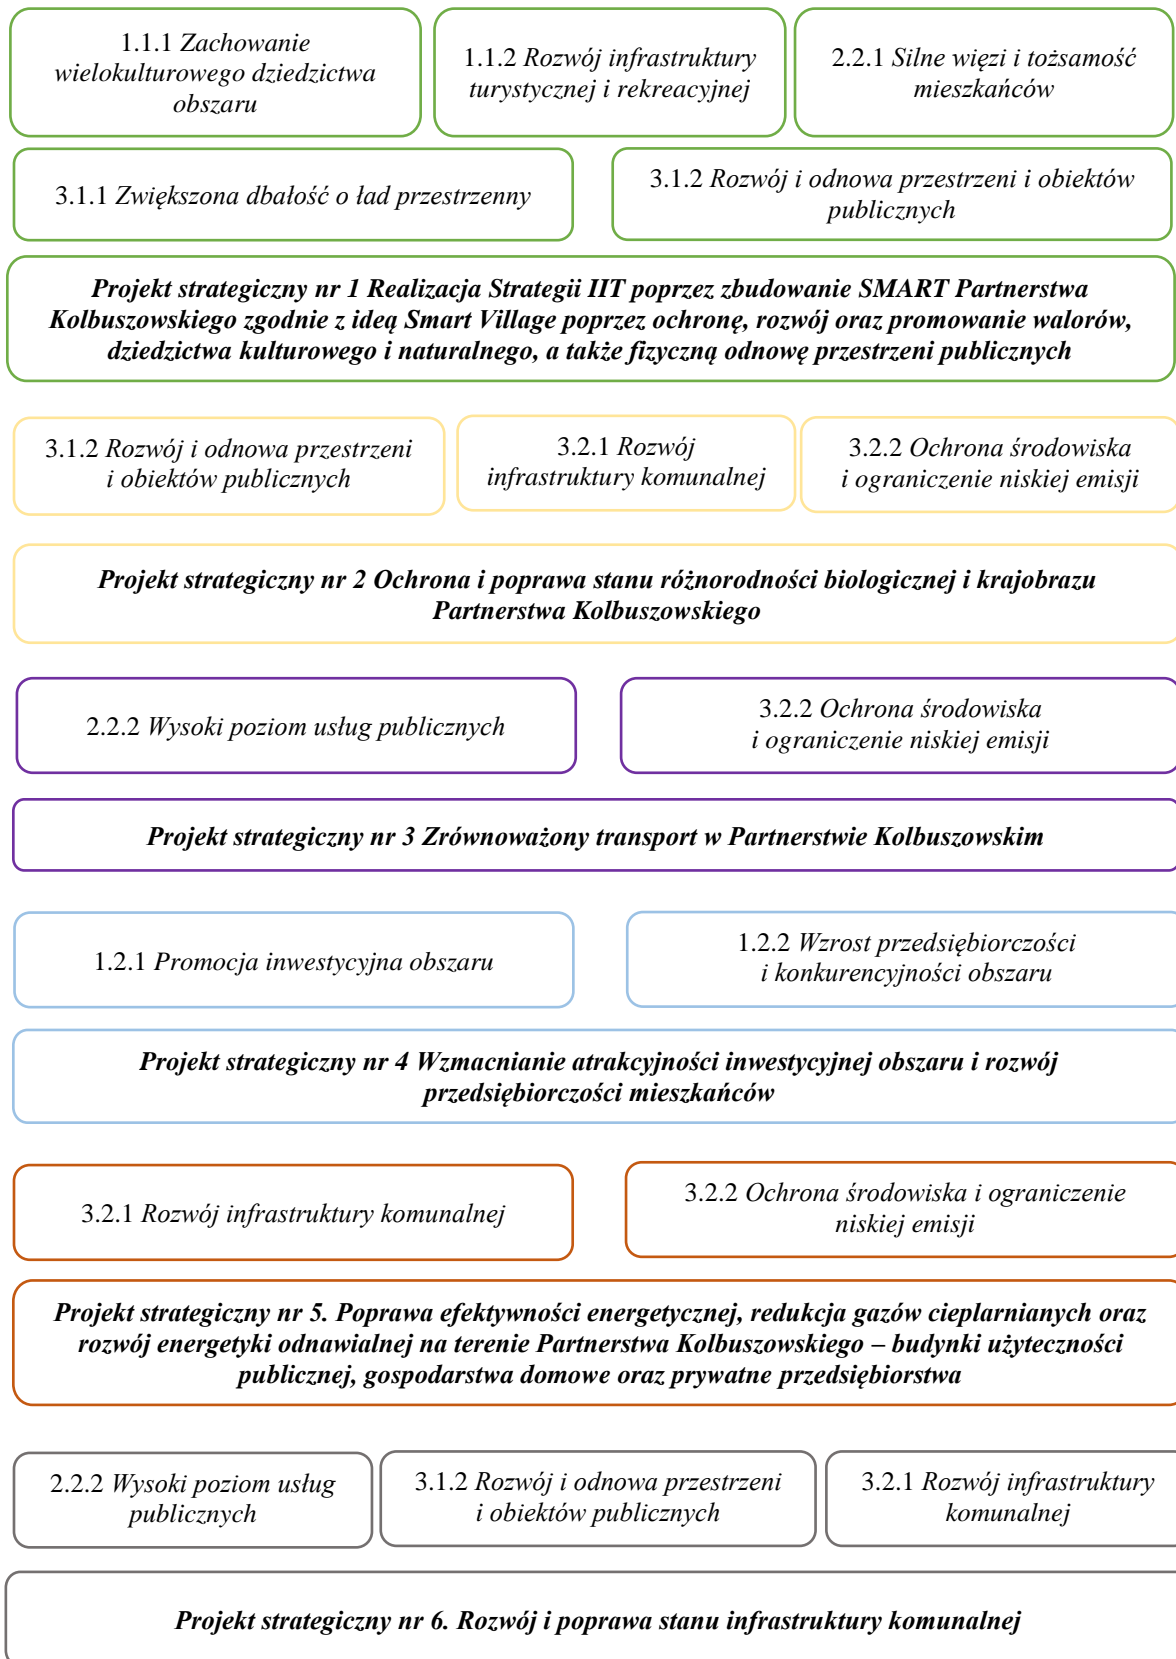 1.1.1 Zachowanie
wielokulturowego dziedzictwa
obszaru
1.1.2 Rozwój infrastruktury
turystycznej i rekreacyjnej
2.2.1 Silne więzi i tożsamość
mieszkańców
3.1.1 Zwiększona dbałość o ład przestrzenny
3.1.2 Rozwój i odnowa przestrzeni i obiektów
publicznych
Projekt strategiczny nr 1 Realizacja Strategii IIT poprzez zbudowanie SMART Partnerstwa
Kolbuszowskiego zgodnie z ideą Smart Village poprzez ochronę, rozwój oraz promowanie walorów,
dziedzictwa kulturowego i naturalnego, a także fizyczną odnowę przestrzeni publicznych
3.1.2 Rozwój i odnowa przestrzeni
i obiektów publicznych
3.2.1 Rozwój
infrastruktury komunalnej
3.2.2 Ochrona środowiska
i ograniczenie niskiej emisji
Projekt strategiczny nr 2 Ochrona i poprawa stanu różnorodności biologicznej i krajobrazu
Partnerstwa Kolbuszowskiego
2.2.2 Wysoki poziom usług publicznych
3.2.2 Ochrona środowiska
i ograniczenie niskiej emisji
Projekt strategiczny nr 3 Zrównoważony transport w Partnerstwie Kolbuszowskim
1.2.1 Promocja inwestycyjna obszaru
1.2.2 Wzrost przedsiębiorczości
i konkurencyjności obszaru
Projekt strategiczny nr 4 Wzmacnianie atrakcyjności inwestycyjnej obszaru i rozwój
przedsiębiorczości mieszkańców
3.2.1 Rozwój infrastruktury komunalnej
3.2.2 Ochrona środowiska i ograniczenie
niskiej emisji
Projekt strategiczny nr 5. Poprawa efektywności energetycznej, redukcja gazów cieplarnianych oraz
rozwój energetyki odnawialnej na terenie Partnerstwa Kolbuszowskiego – budynki użyteczności
publicznej, gospodarstwa domowe oraz prywatne przedsiębiorstwa
2.2.2 Wysoki poziom usług
publicznych
3.1.2 Rozwój i odnowa przestrzeni
i obiektów publicznych
3.2.1 Rozwój infrastruktury
komunalnej
Projekt strategiczny nr 6. Rozwój i poprawa stanu infrastruktury komunalnej